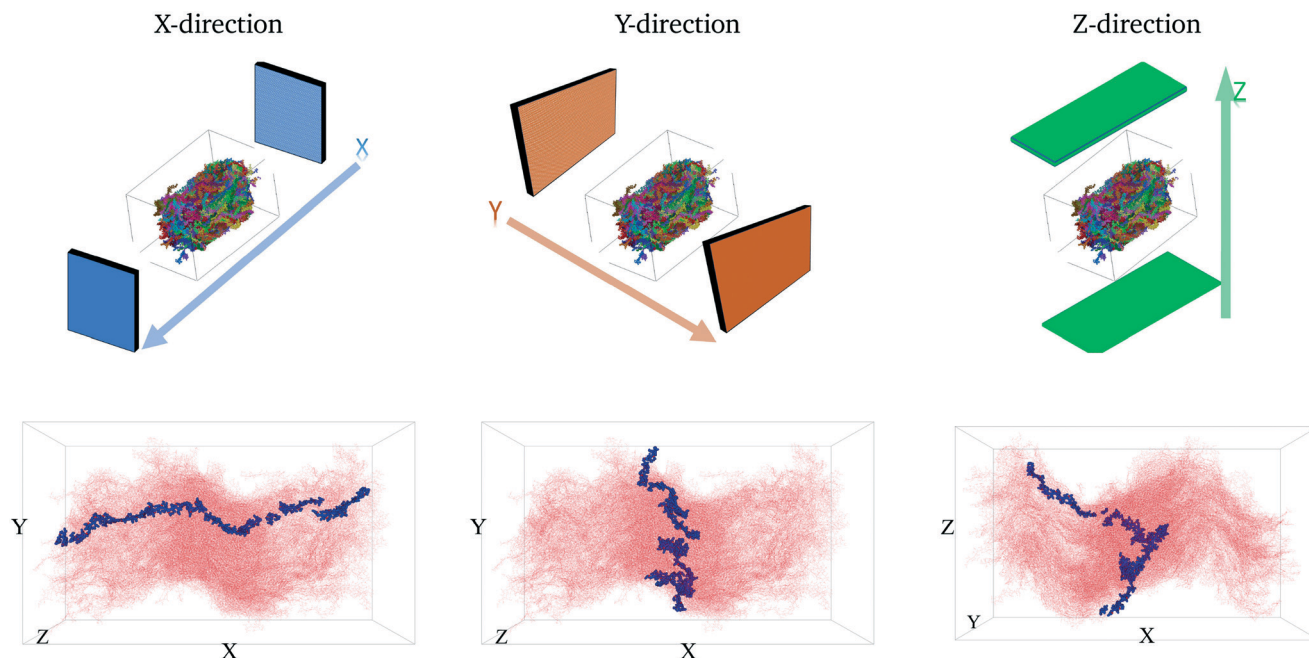 X-direction
Y-direction
Z-direction
X
Y
Z
Y
Z
X
Y
Z
X
Z
Y
X